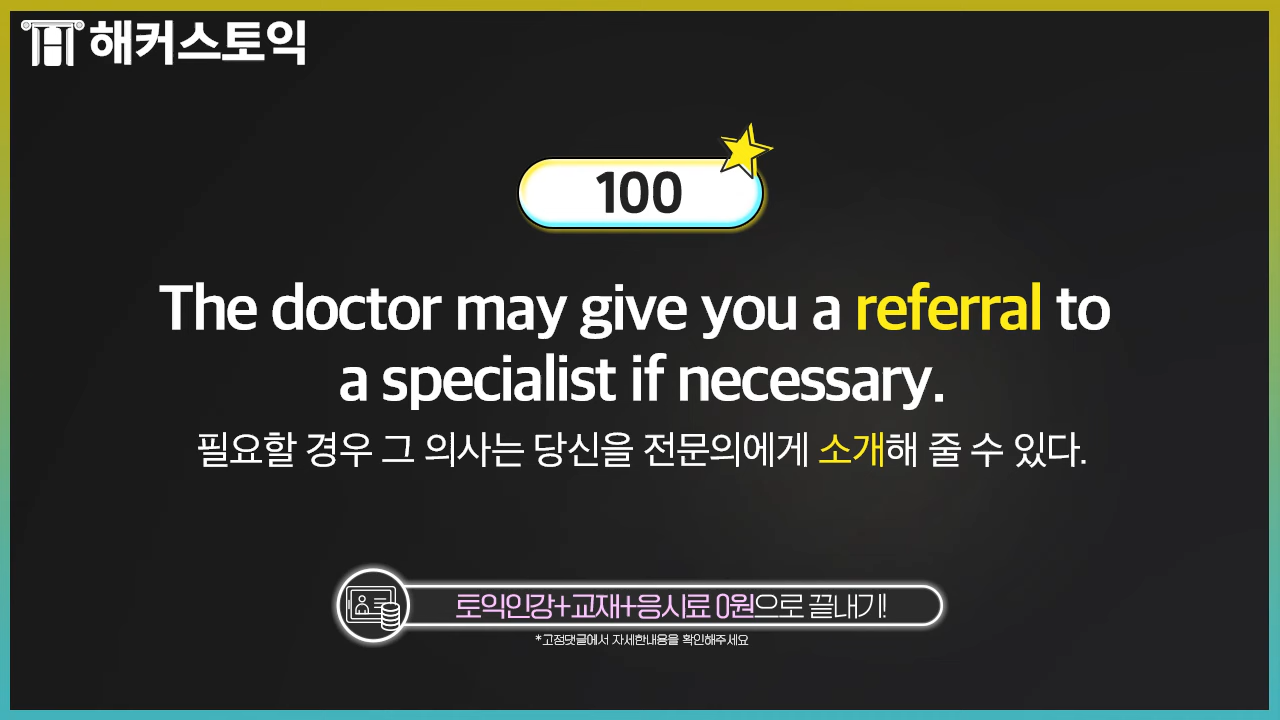 해커스토익
100
The doctor may give you a referral to
a specialist if necessary.
필요할 경우 그 의사는 당신을 전문의에게 소개해 줄 수 있다.
토익인강+교재+응시료 0원으로 끝내기!
*고정댓글에서 자세한내용을 확인해주세요